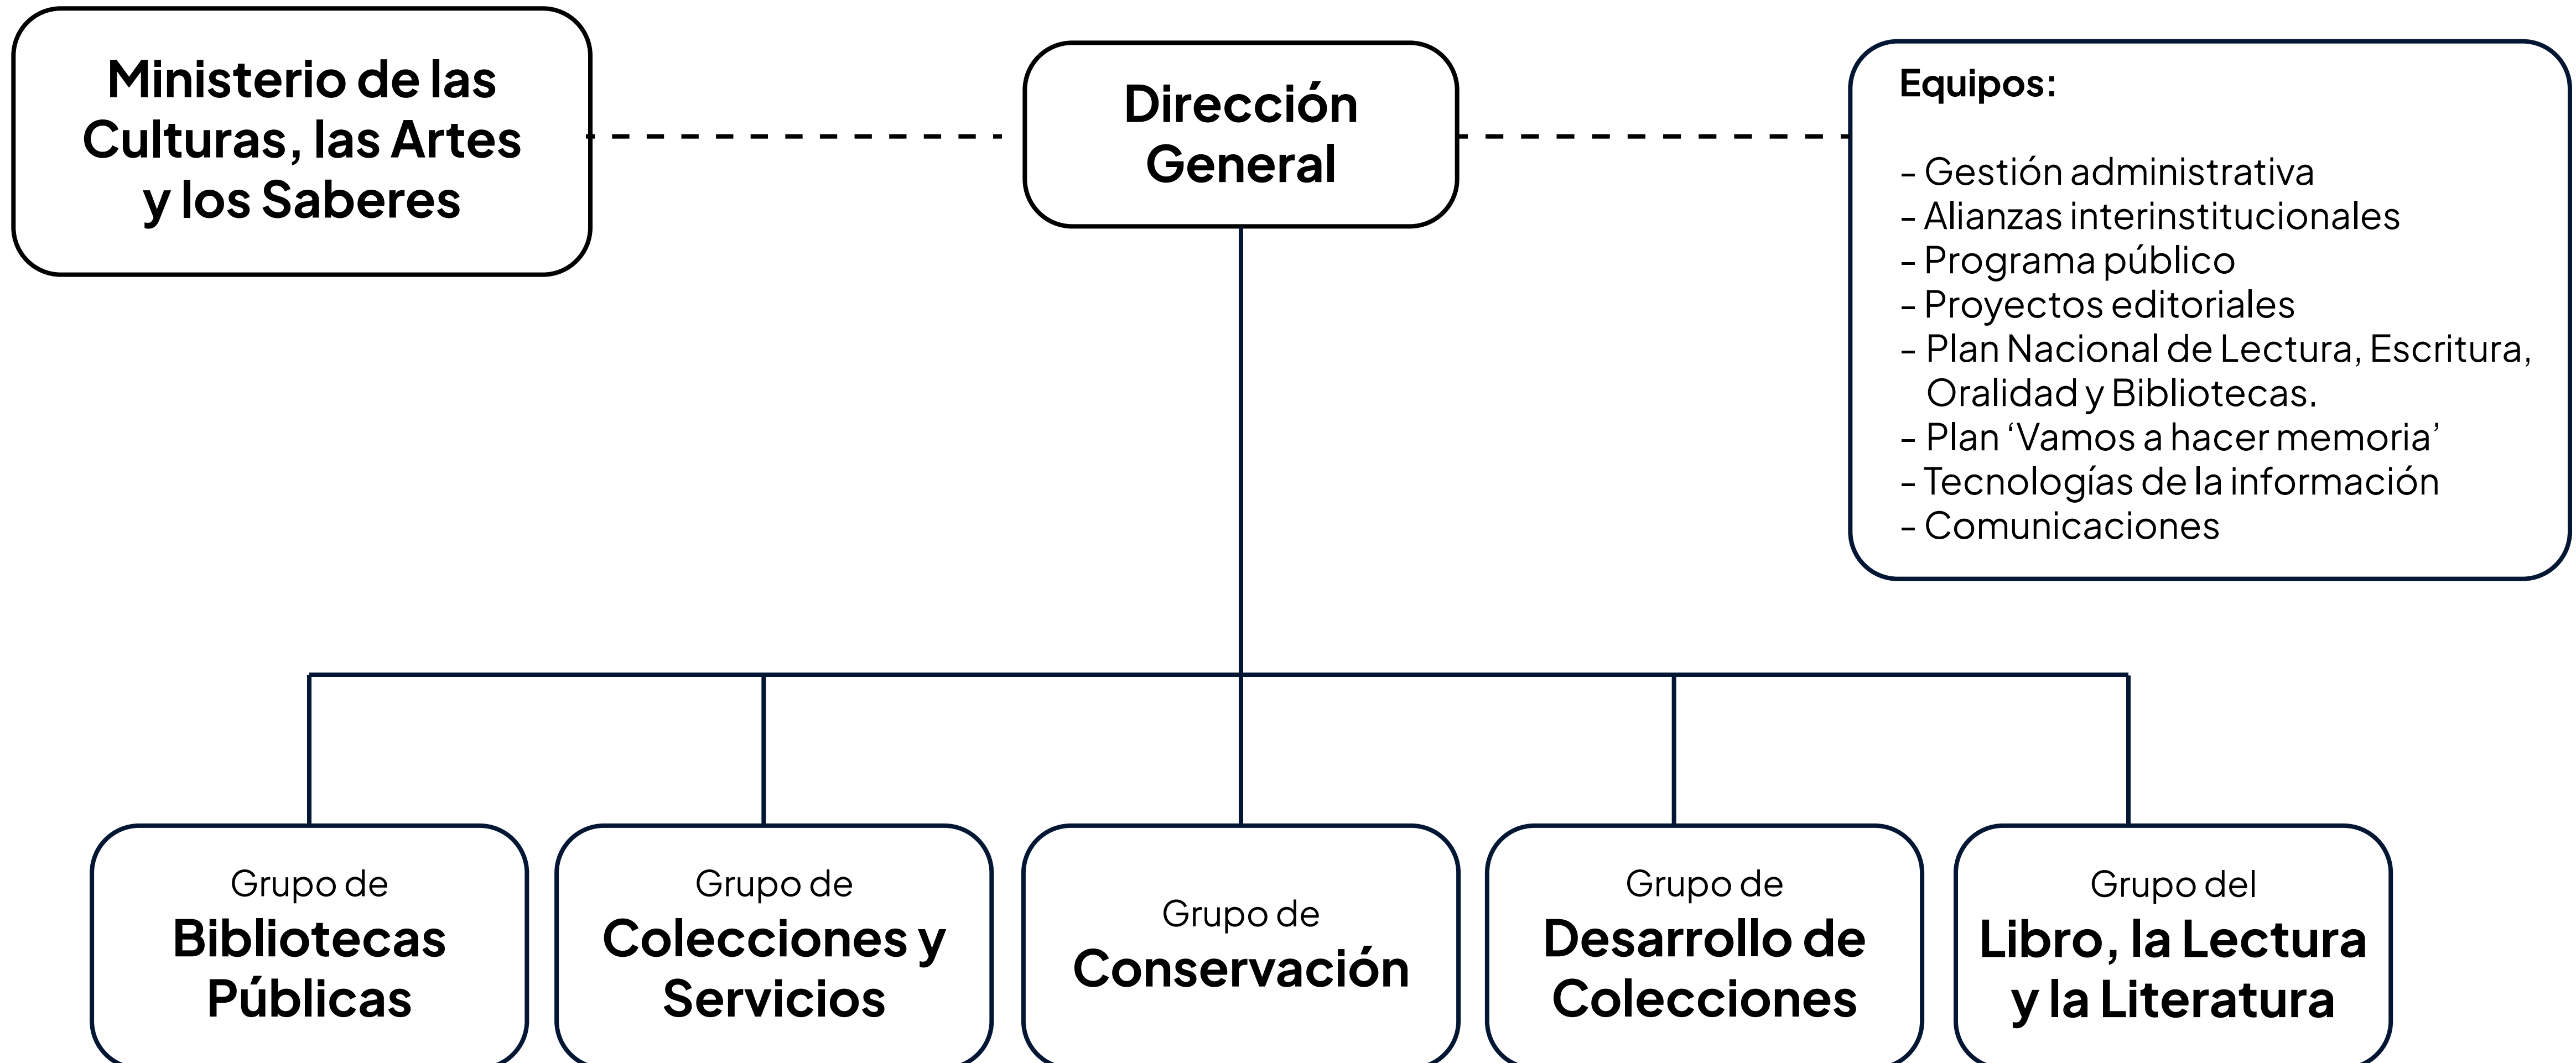 Ministerio de las
Culturas, las Artes
y los Saberes
Dirección
General
Equipos:
- Gestión administrativa
- Alianzas interinstitucionales
- Programa público
- Proyectos editoriales
- Plan Nacional de Lectura, Escritura,
Oralidad y Bibliotecas.
- Plan ‘Vamos a hacer memoria’
- Tecnologías de la información
- Comunicaciones
Grupo de
Bibliotecas
Públicas
Grupo de
Colecciones y
Servicios
Grupo de
Conservación
Grupo de
Desarrollo de
Colecciones
Grupo del
Libro, la Lectura
y la Literatura